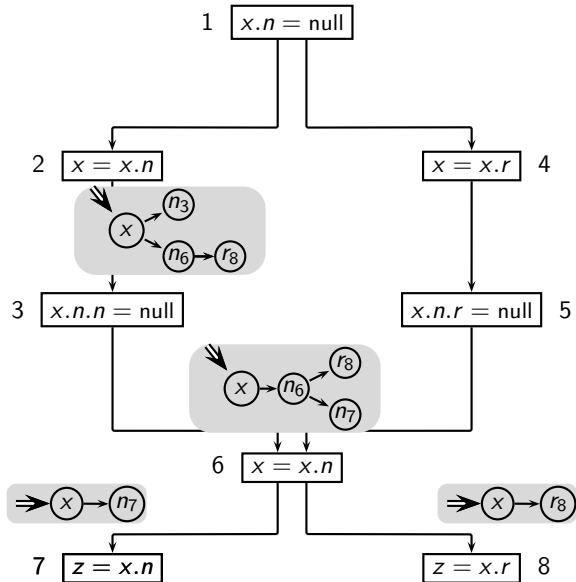 1 x.n = null
2 x = x.n
x = x.r 4
x n3
n6 r8
3 x.n.n = null
x.n.r = null 5
x n6 r8
n7
6 x = x.n
x n7
x r8
7 z = x.n
z = x.r 8